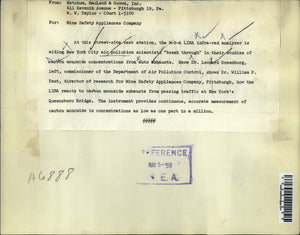 From: Ketchum, MacLeod & Grove, Inc.
411 Seventh Avenue - Pittsburgh 19, Pa.
W. W. Taylor - COurt 1-5100
For: Mine Safety Appliances Company
At this street-side test station, the M-S-A LIRA infra-red analyzer is
aiding New York City air pollution scientists "break through" in their studies of
carbon monoxide concentrations from auto exhausts. Here Dr. Leonard Greenburg,
left, commissioner of the Department of Air Pollution Control, shows Dr. William P.
Yant, director of research for Mine Safety Appliances Company, Pittsburgh, how the
LIRA reacts to carbon monoxide exhausts from passing traffic at New York's
Queensboro Bridge. The instrument provides continuous, accurate measurement of
carbon monoxide in concentrations as low as one part in a million.
#####
REFERENCE
N. E. A.
A6888